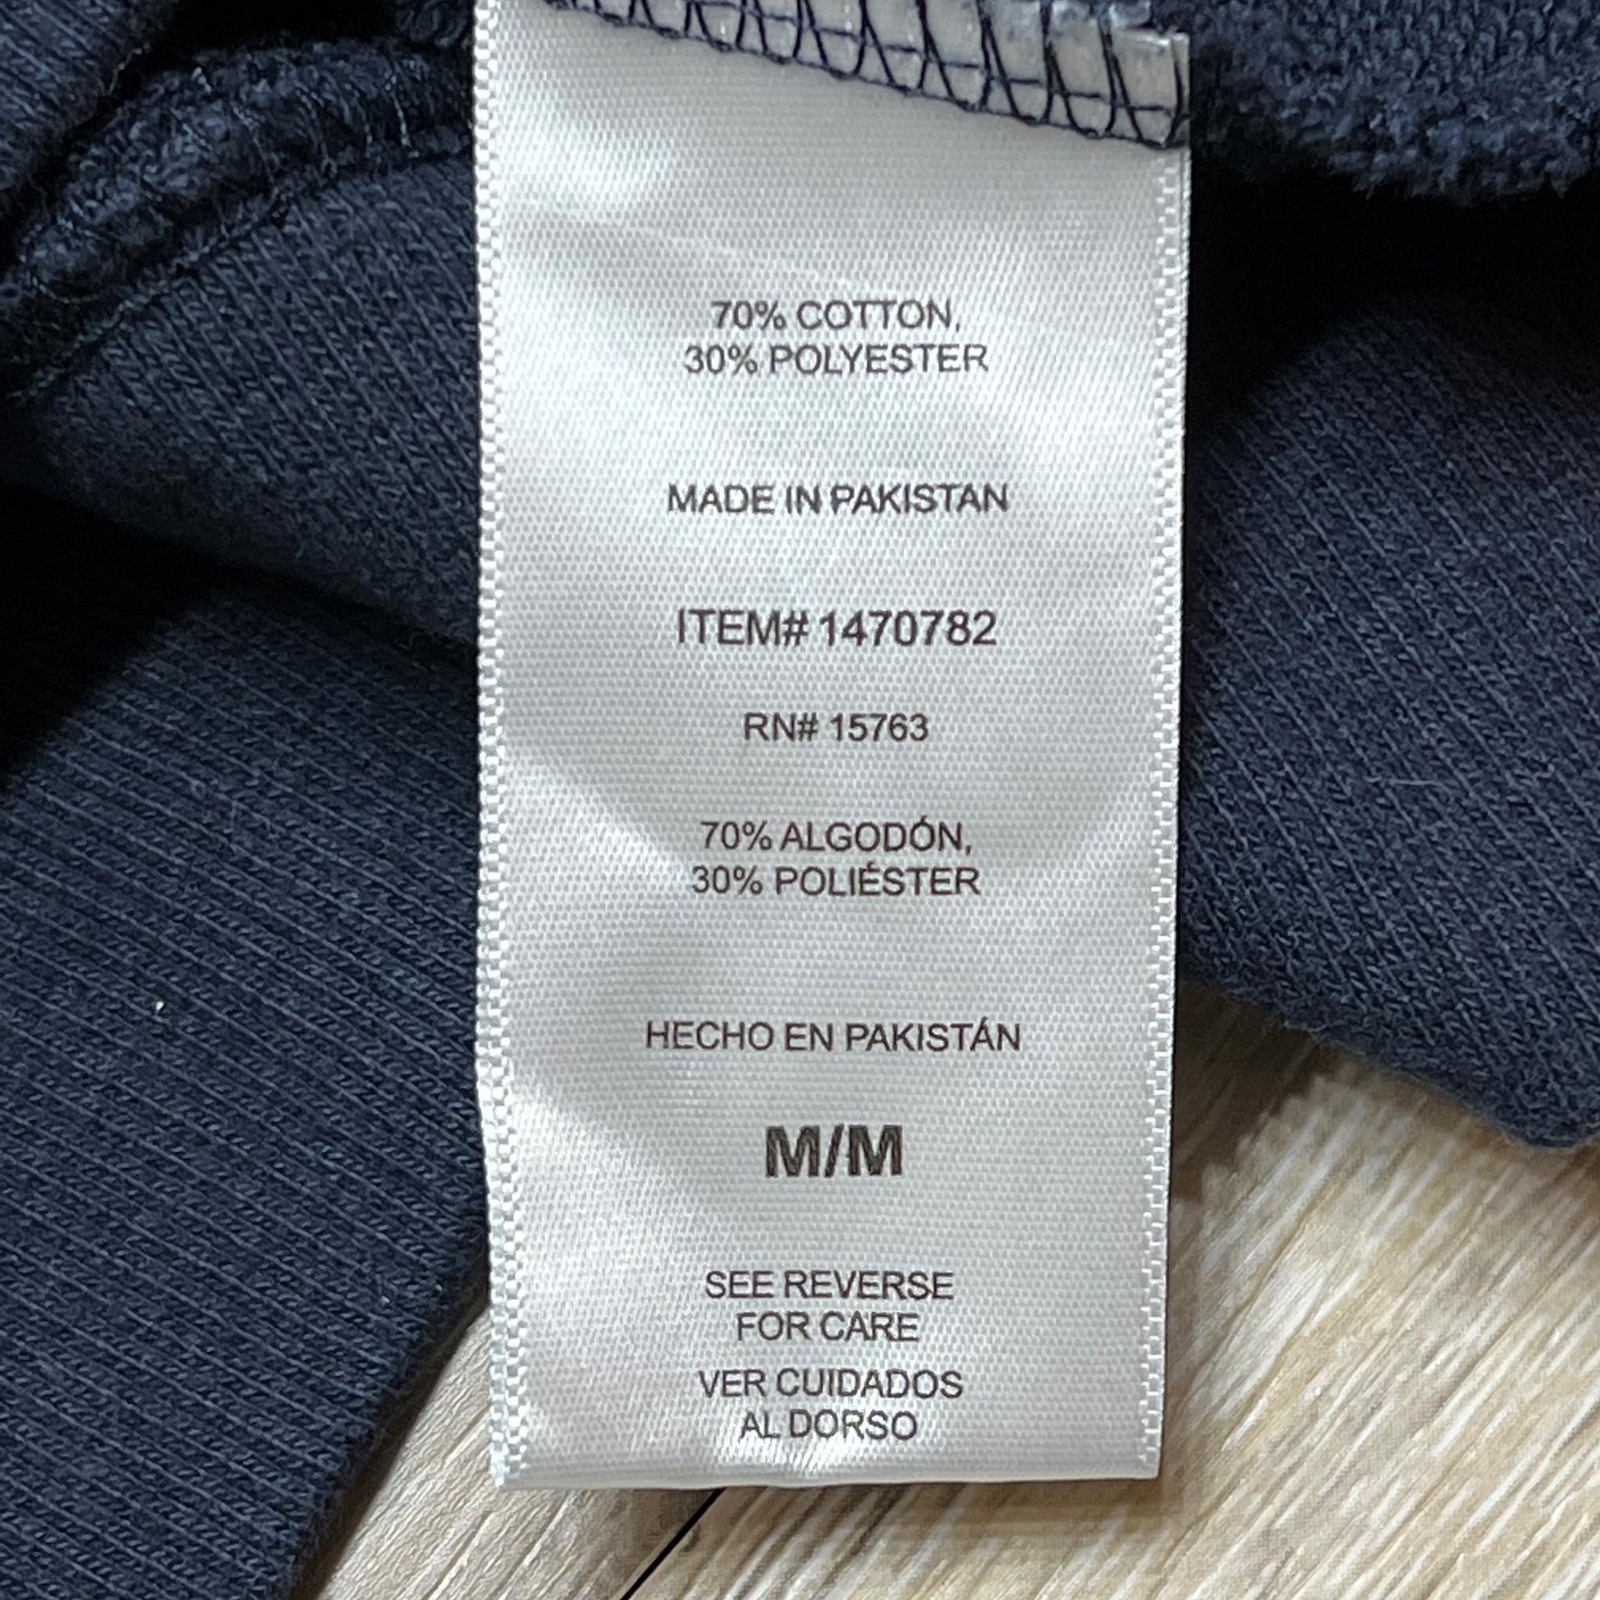 70% COTTON,
30% POLYESTER
MADE IN PAKISTAN
ITEM# 1470782
RN# 15763
70% ALGODÓN,
30% POLIÉSTER
HECHO EN PAKISTÁN
M/M
SEE REVERSE
FOR CARE
VER CUIDADOS
AL DORSO